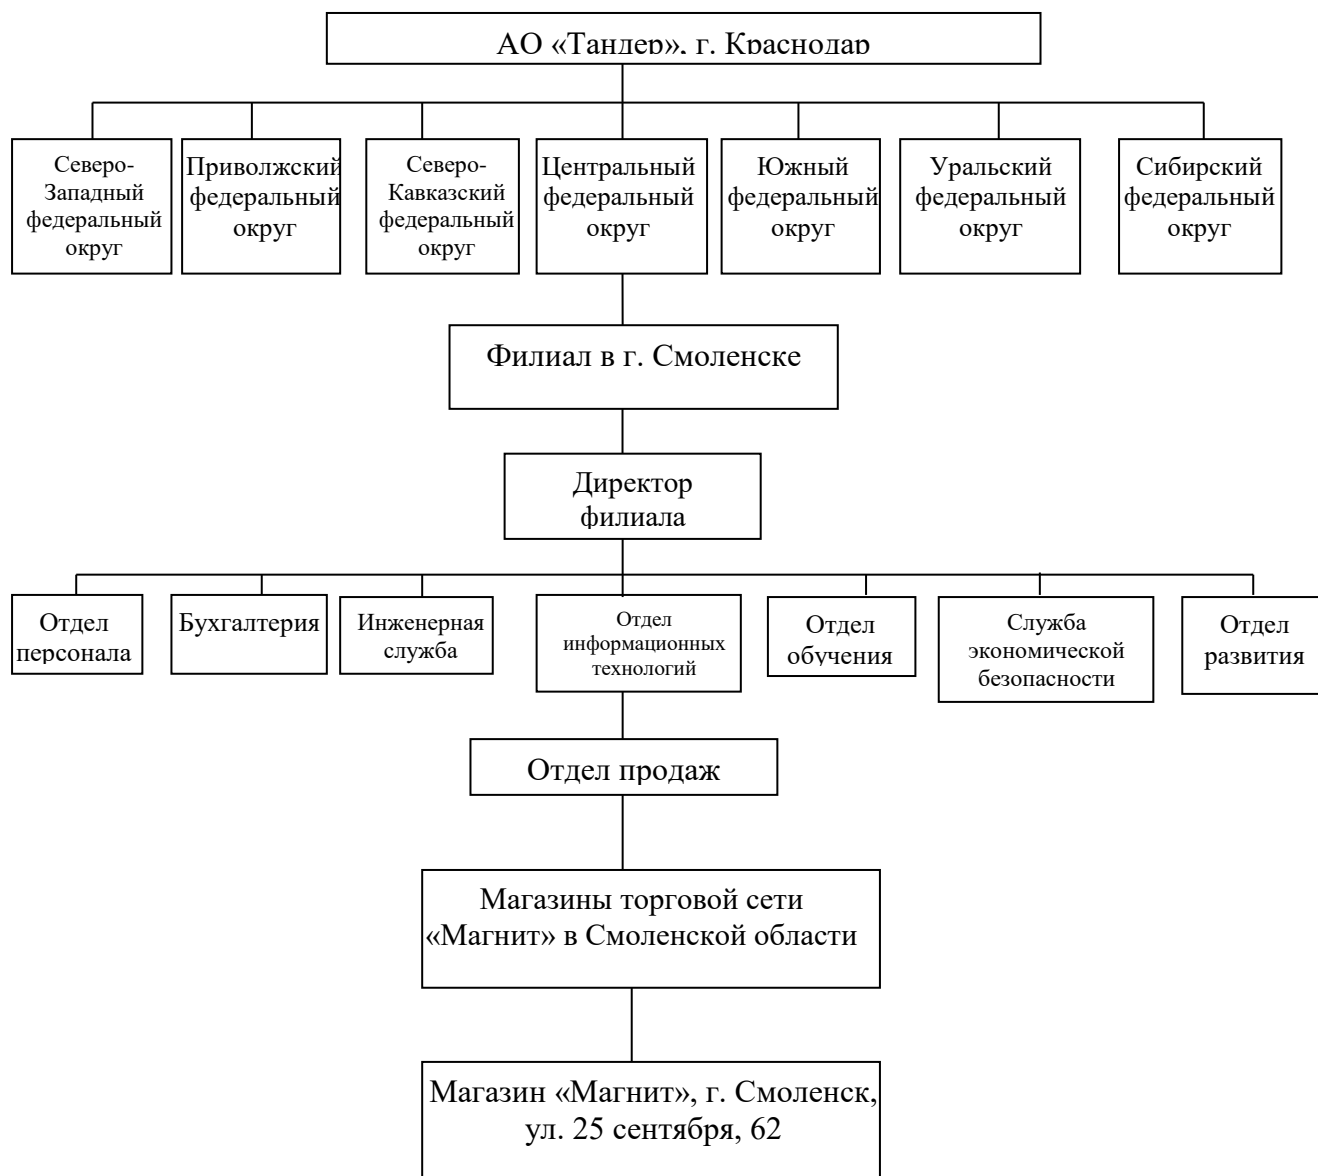 АО «Тандер», г. Краснодар
Северо-
Западный
федеральный
округ
Приволжский
федеральный
округ
Северо-
Кавказский
федеральный
округ
Центральный
федеральный
округ
Южный
федеральный
округ
Уральский
федеральный
округ
Сибирский
федеральный
округ
Филиал в г. Смоленске
Директор
филиала
Отдел
персонала
Бухгалтерия
Инженерная
служба
Отдел
информационных
технологий
Отдел
обучения
Служба
экономической
безопасности
Отдел
развития
Отдел продаж
Магазины торговой сети
«Магнит» в Смоленской области
Магазин «Магнит», г. Смоленск,
ул. 25 сентября, 62